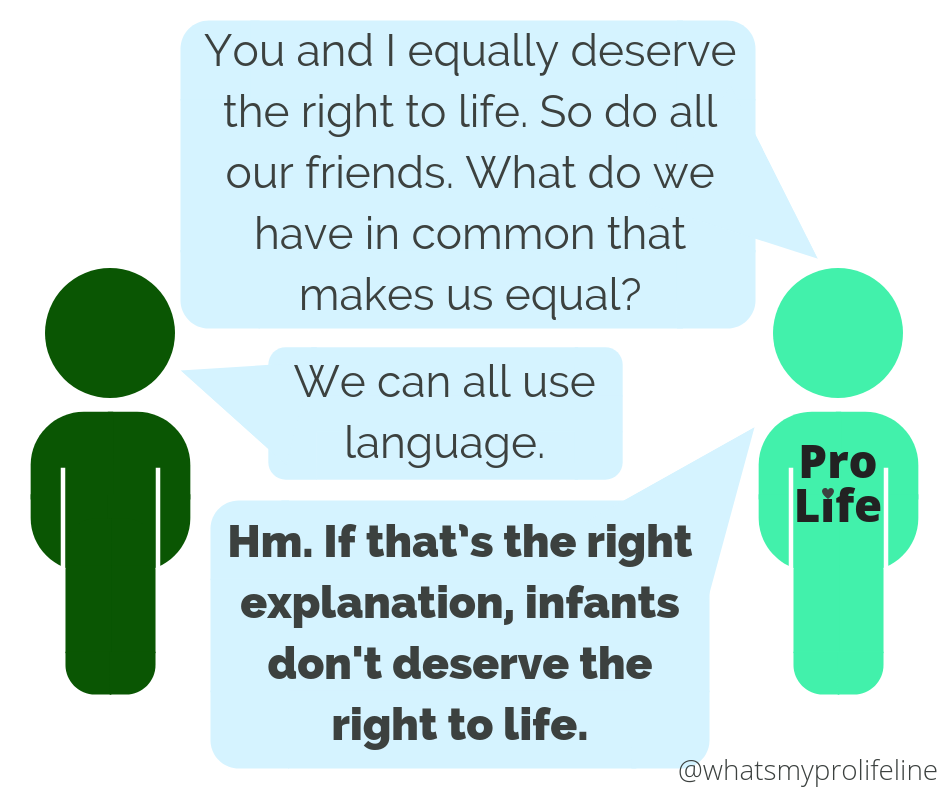 You and I equally deserve
the right to life. So do all
our friends. What do we
have in common that
makes us equal?
We can all use
language.
Pro
Life
Hm. If that’s the right
explanation, infants
don't deserve the
right to life.
@whatsmyprolifeline